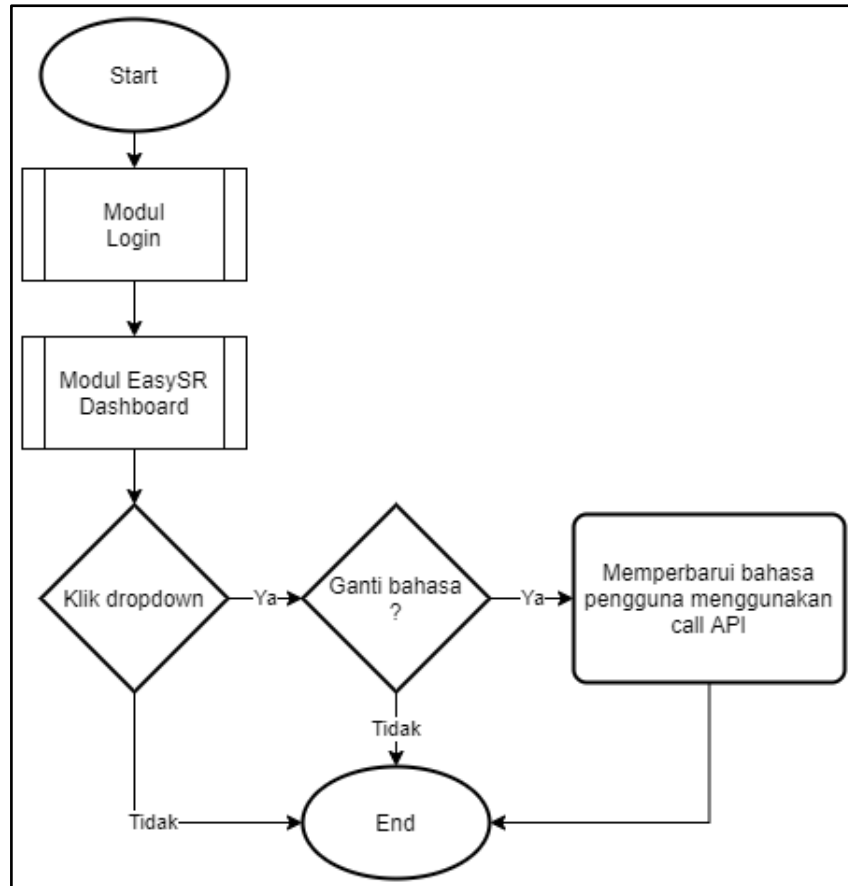 Start
Modul
Login
Modul EasySR
Dashboard
Klik dropdown
Ya
Ganti bahasa
?
Ya
Memperbarui bahasa
pengguna menggunakan
call API
Tidak
Tidak
End